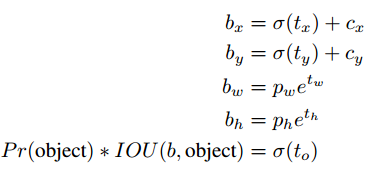 b_x = σ(t_x) + c_x
b_y = σ(t_y) + c_y
b_w = p_w e^{t_w}
b_h = p_h e^{t_h}
Pr(object) * IOU(b, object) = σ(t_o)